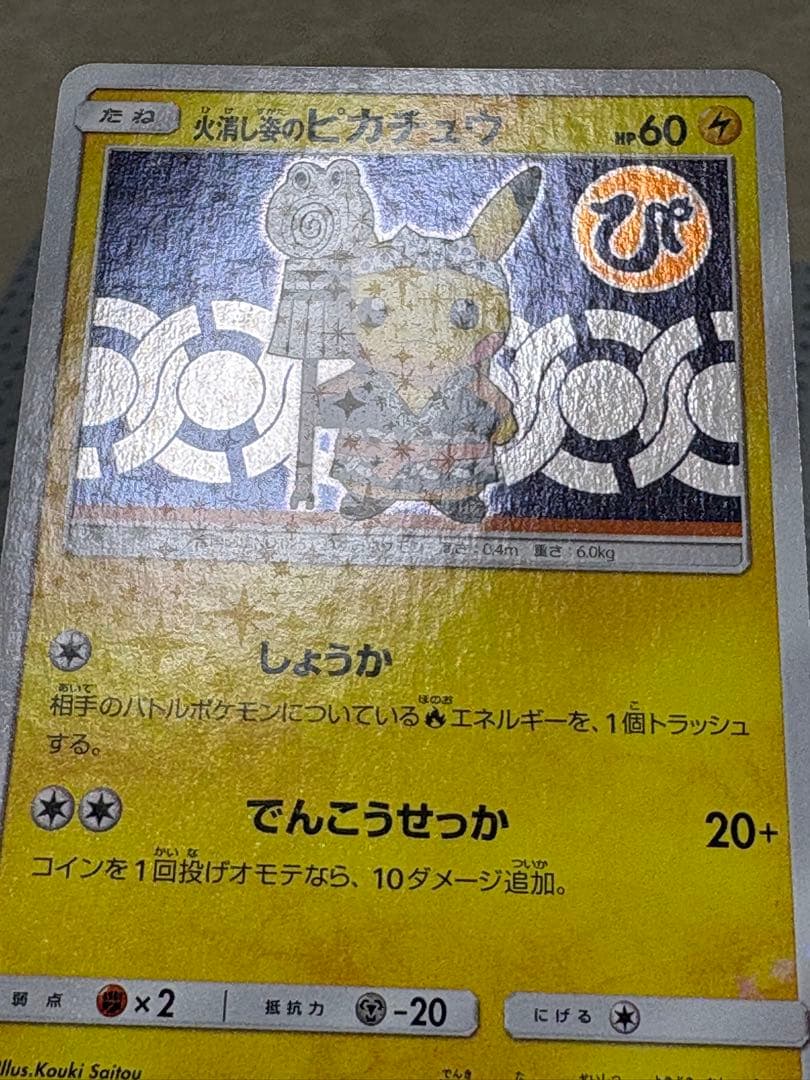 たね
火消し姿のピカチュウ
HP60
ぴ
高さ:0.4m 重さ:6.0kg
しょうか
相手のバトルポケモンについているエネルギーを、1個トラッシュ
する。
でんこうせっか 20+
コインを1回投げオモテなら、10ダメージ追加。
弱点 ×2 抵抗力 -20 にげる
Illus.Kouki Saitou